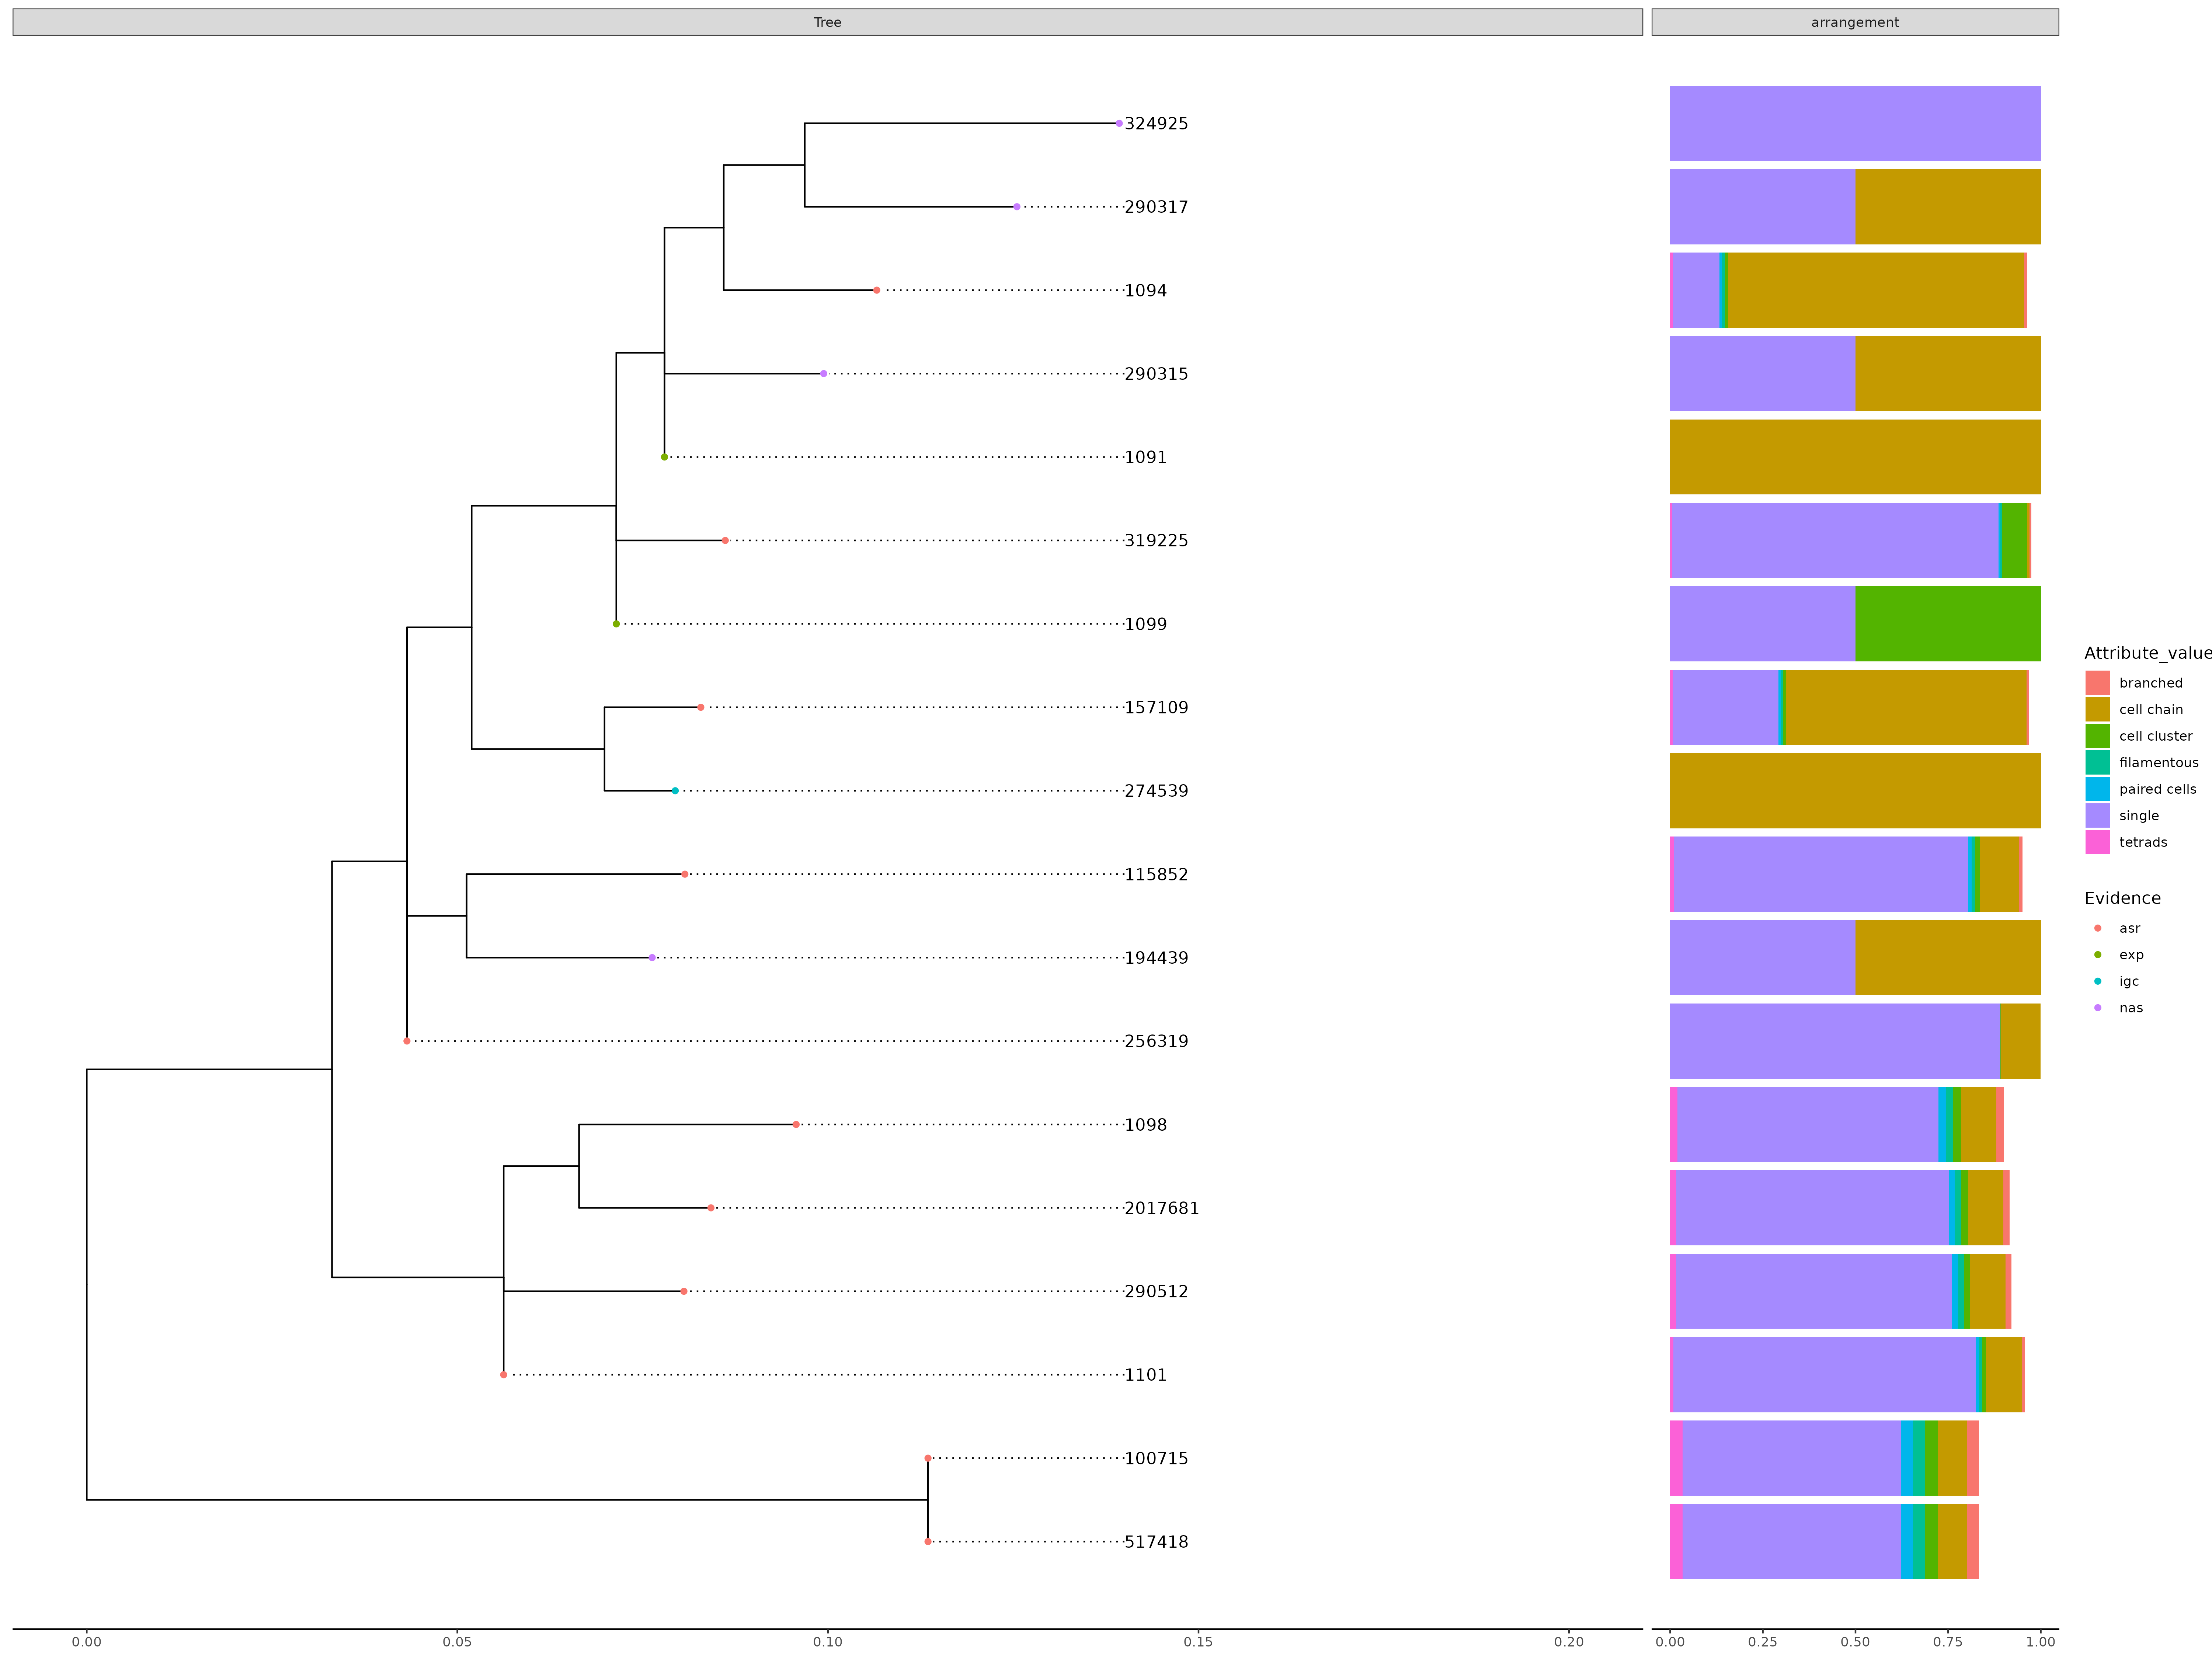 Tree
arrangement
324925
290317
1094
290315
1091
319225
1099
157109
274539
115852
194439
256319
1098
2017681
290512
1101
100715
517418
Attribute_value
branched
cell chain
cell cluster
filamentous
paired cells
single
tetrads
Evidence
asr
exp
igc
nas
0.00 0.05 0.10 0.15 0.20
0.00 0.25 0.50 0.75 1.00